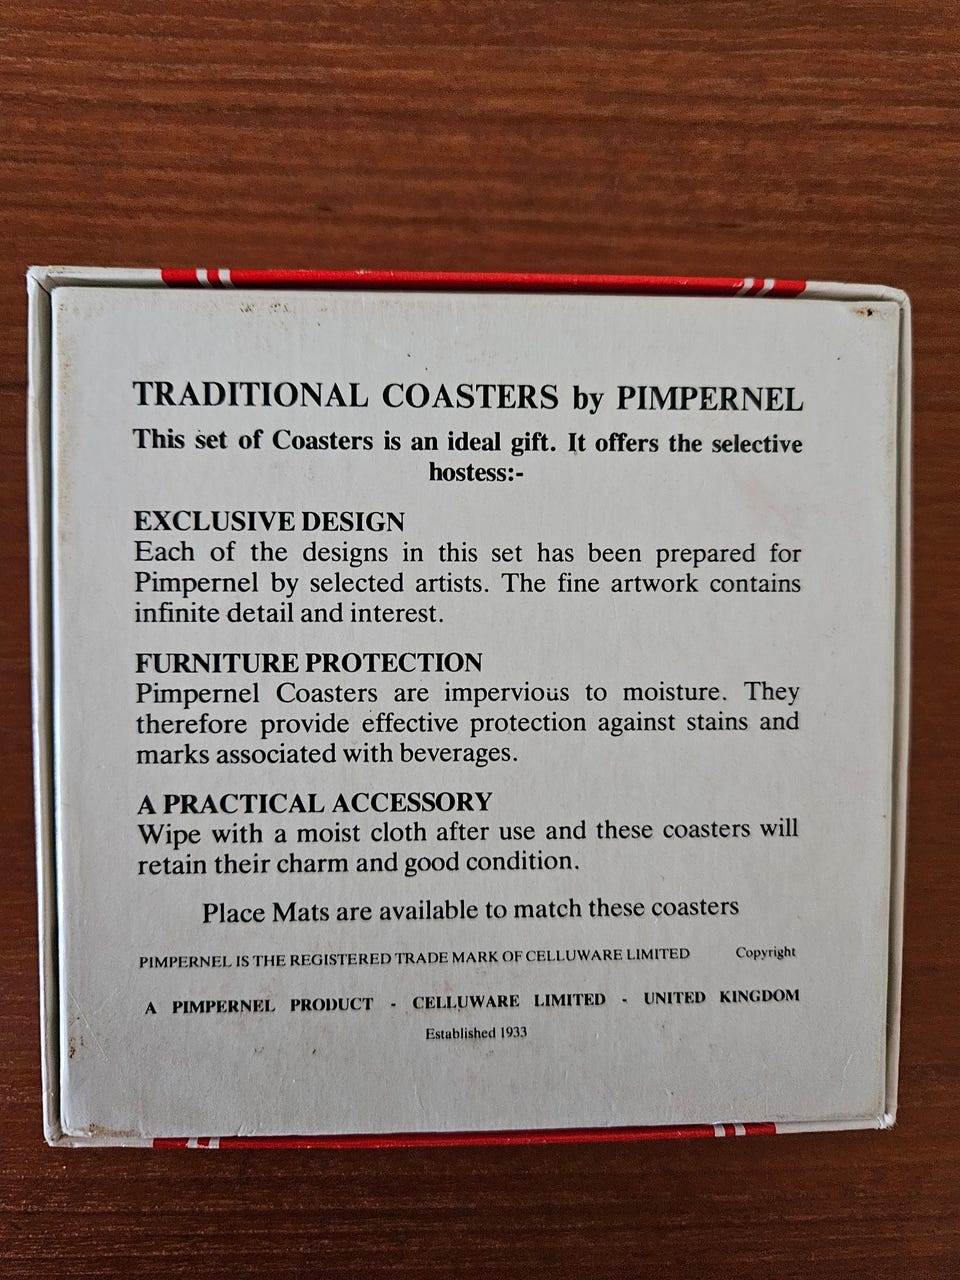 TRADITIONAL COASTERS by PIMPERNEL
This set of Coasters is an ideal gift. It offers the selective
hostess:-
EXCLUSIVE DESIGN
Each of the designs in this set has been prepared for
Pimpernel by selected artists. The fine artwork contains
infinite detail and interest.
FURNITURE PROTECTION
Pimpernel Coasters are impervious to moisture. They
therefore provide effective protection against stains and
marks associated with beverages.
A PRACTICAL ACCESSORY
Wipe with a moist cloth after use and these coasters will
retain their charm and good condition.
Place Mats are available to match these coasters
PIMPERNEL IS THE REGISTERED TRADE MARK OF CELLUWARE LIMITED Copyright
A PIMPERNEL PRODUCT - CELLUWARE LIMITED - UNITED KINGDOM
Established 1933